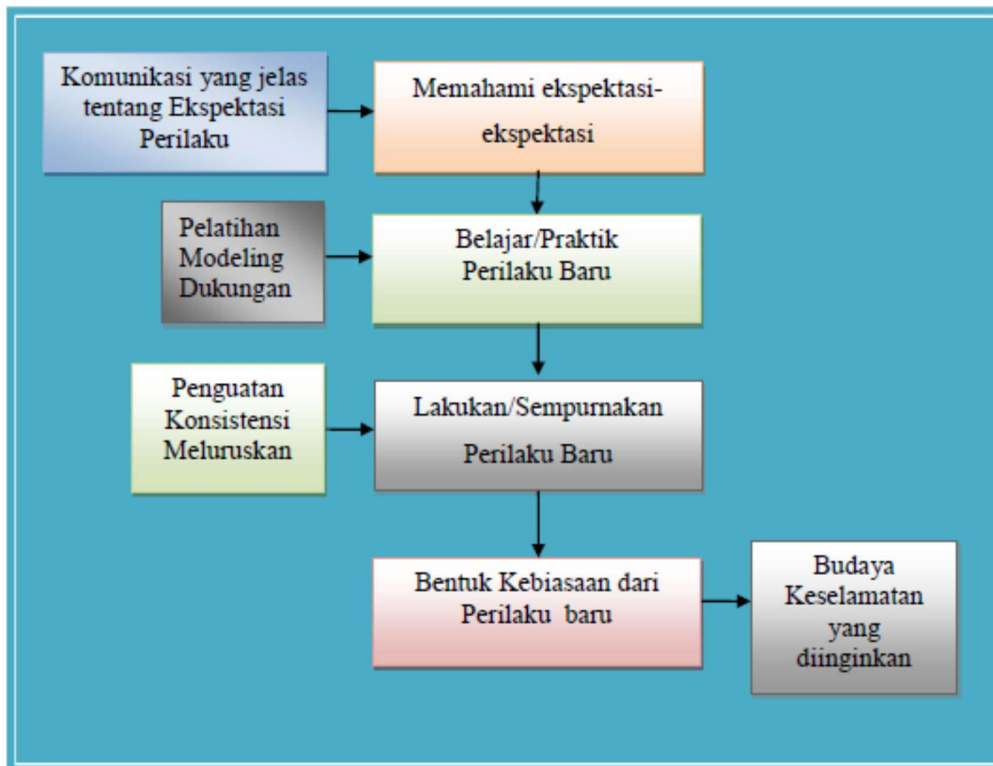 Komunikasi yang jelas
tentang Ekspektasi
Perilaku
Memahami ekspektasi-
ekspektasi
Pelatihan
Modeling
Dukungan
Belajar/Praktik
Perilaku Baru
Penguatan
Konsistensi
Meluruskan
Lakukan/Sempurnakan
Perilaku Baru
Bentuk Kebiasaan dari
Perilaku baru
Budaya
Keselamatan
yang
diinginkan